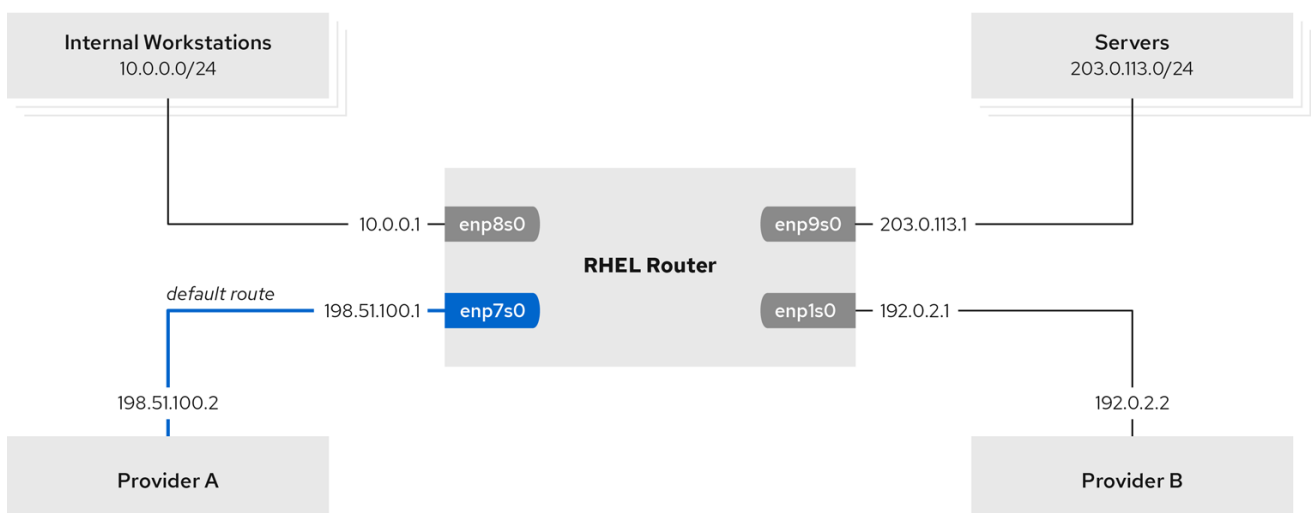 Internal Workstations
10.0.0.0/24
Servers
203.0.113.0/24
10.0.0.1
enp8s0
enp9s0
203.0.113.1
RHEL Router
default route
198.51.100.1
enp7s0
enp1s0
192.0.2.1
198.51.100.2
192.0.2.2
Provider A
Provider B